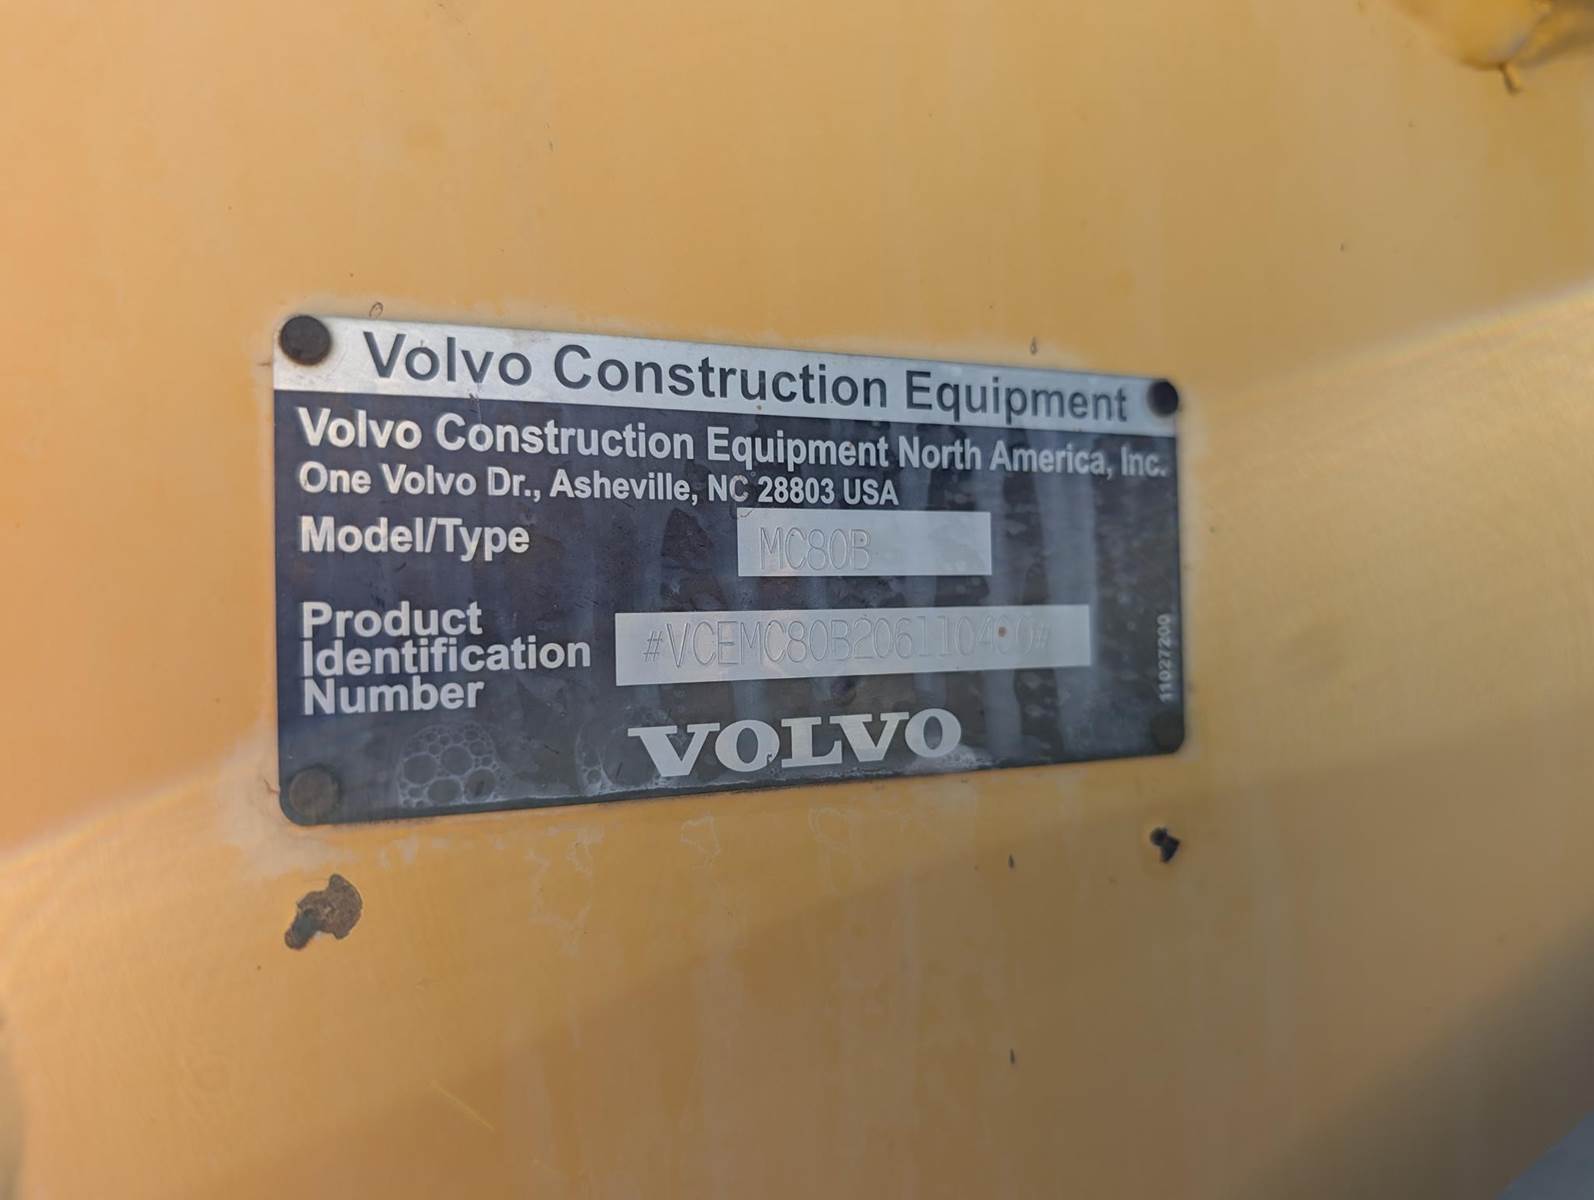 Volvo Construction Equipment
Volvo Construction Equipment North America, Inc.
One Volvo Dr., Asheville, NC 28803 USA
Model/Type
MC80B
Product
Identification
Number
11027200
VOLVO